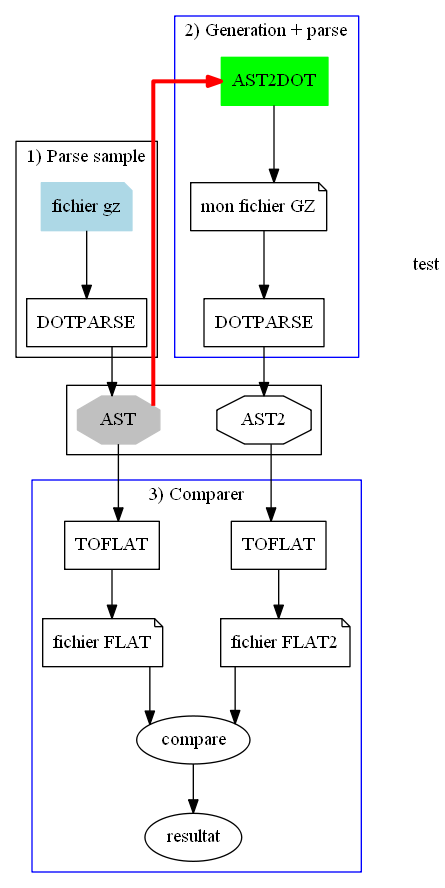 2) Generation + parse
AST2DOT
1) Parse sample
fichier gz
mon fichier GZ
test
DOTPARSE
DOTPARSE
AST
AST2
3) Comparer
TOFLAT
TOFLAT
fichier FLAT
fichier FLAT2
compare
resultat